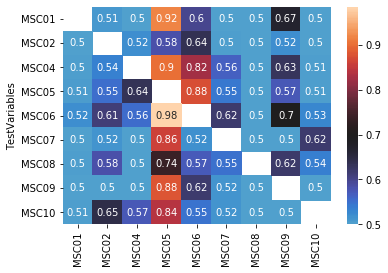 MSC01 0.51 0.5 0.92 0.6 0.5 0.5 0.67 0.5
MSC02 0.5 0.52 0.58 0.64 0.5 0.5 0.52 0.5
MSC04 0.5 0.54 0.9 0.82 0.56 0.5 0.63 0.51
MSC05 0.51 0.55 0.64 0.88 0.55 0.5 0.57 0.51
MSC06 0.52 0.61 0.56 0.98 0.62 0.5 0.7 0.53
MSC07 0.5 0.52 0.5 0.86 0.52 0.5 0.5 0.62
MSC08 0.5 0.58 0.5 0.74 0.57 0.55 0.62 0.54
MSC09 0.5 0.5 0.5 0.88 0.62 0.52 0.5 0.5
MSC10 0.51 0.65 0.57 0.84 0.55 0.52 0.5 0.5
MSC01 MSC02 MSC04 MSC05 MSC06 MSC07 MSC08 MSC09 MSC10
TestVariables
0.9
0.8
0.7
0.6
0.5